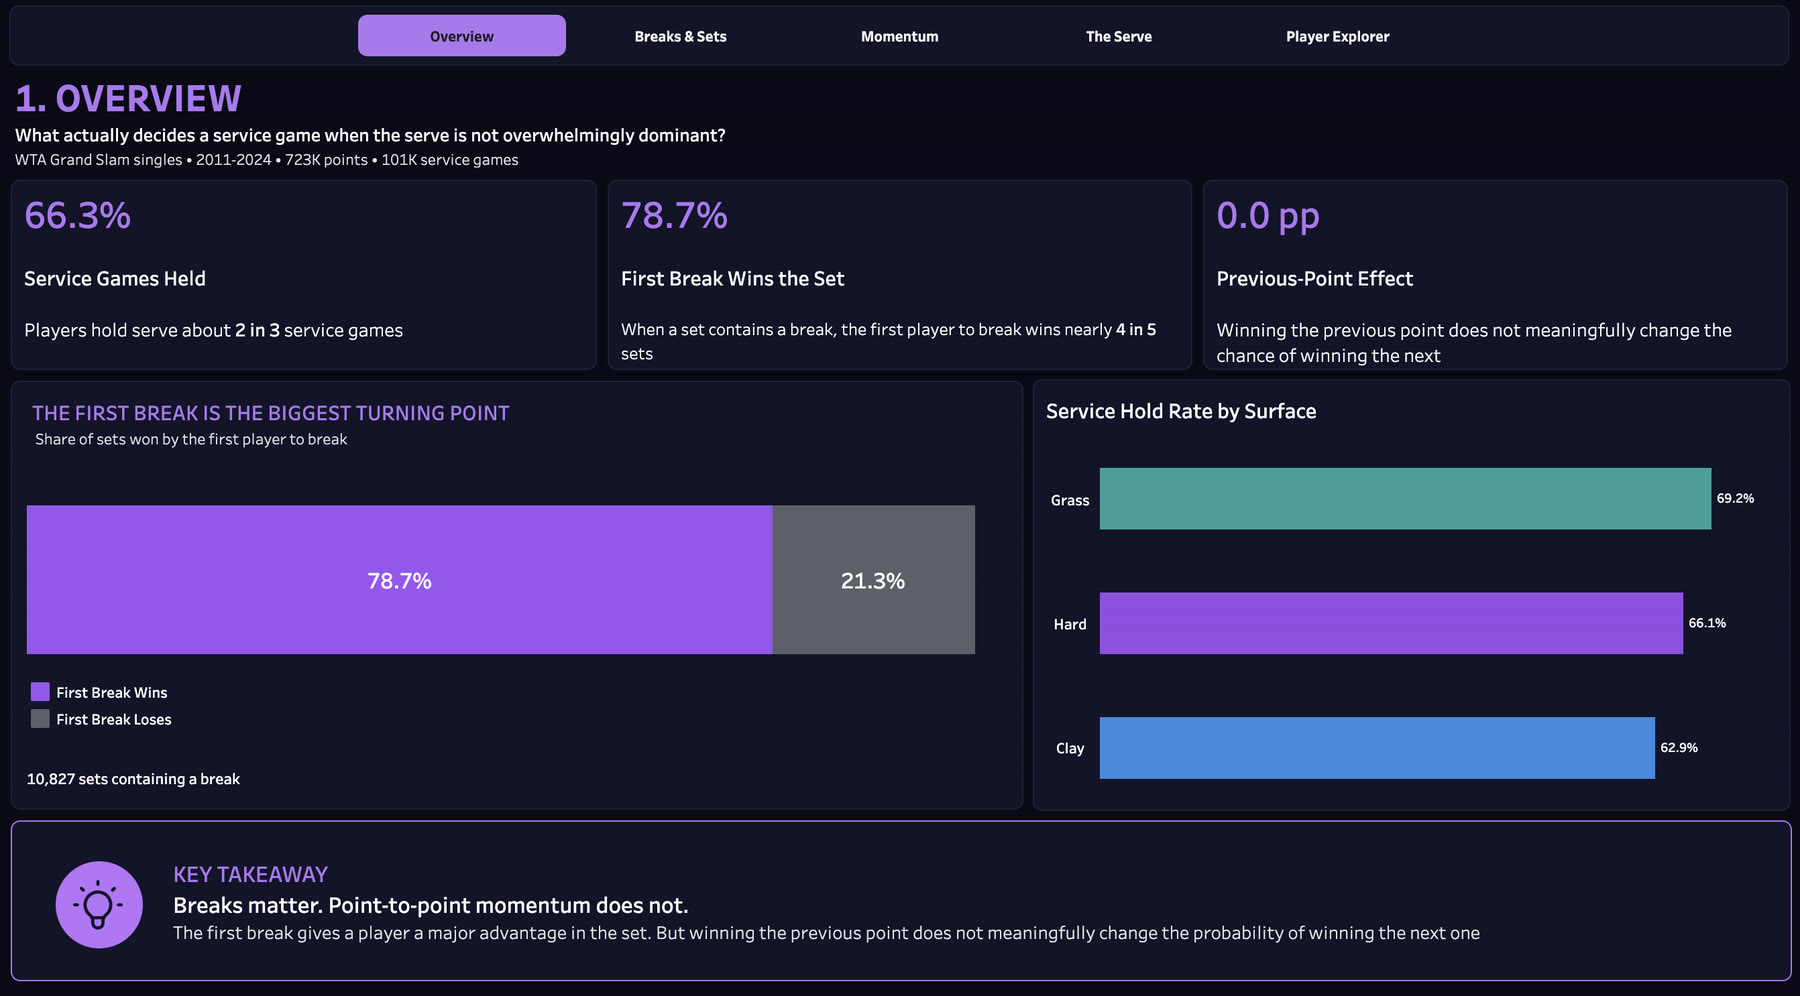 Overview
Breaks & Sets
Momentum
The Serve
Player Explorer
1. OVERVIEW
What actually decides a service game when the serve is not overwhelmingly dominant?
WTA Grand Slam singles • 2011-2024 • 723K points • 101K service games
66.3%
Service Games Held
Players hold serve about 2 in 3 service games
78.7%
First Break Wins the Set
When a set contains a break, the first player to break wins nearly 4 in 5
sets
0.0 pp
Previous-Point Effect
Winning the previous point does not meaningfully change the
chance of winning the next
THE FIRST BREAK IS THE BIGGEST TURNING POINT
Share of sets won by the first player to break
78.7%
21.3%
First Break Wins
First Break Loses
10,827 sets containing a break
Service Hold Rate by Surface
Grass
69.2%
Hard
66.1%
Clay
62.9%
KEY TAKEAWAY
Breaks matter. Point-to-point momentum does not.
The first break gives a player a major advantage in the set. But winning the previous point does not meaningfully change the probability of winning the next one